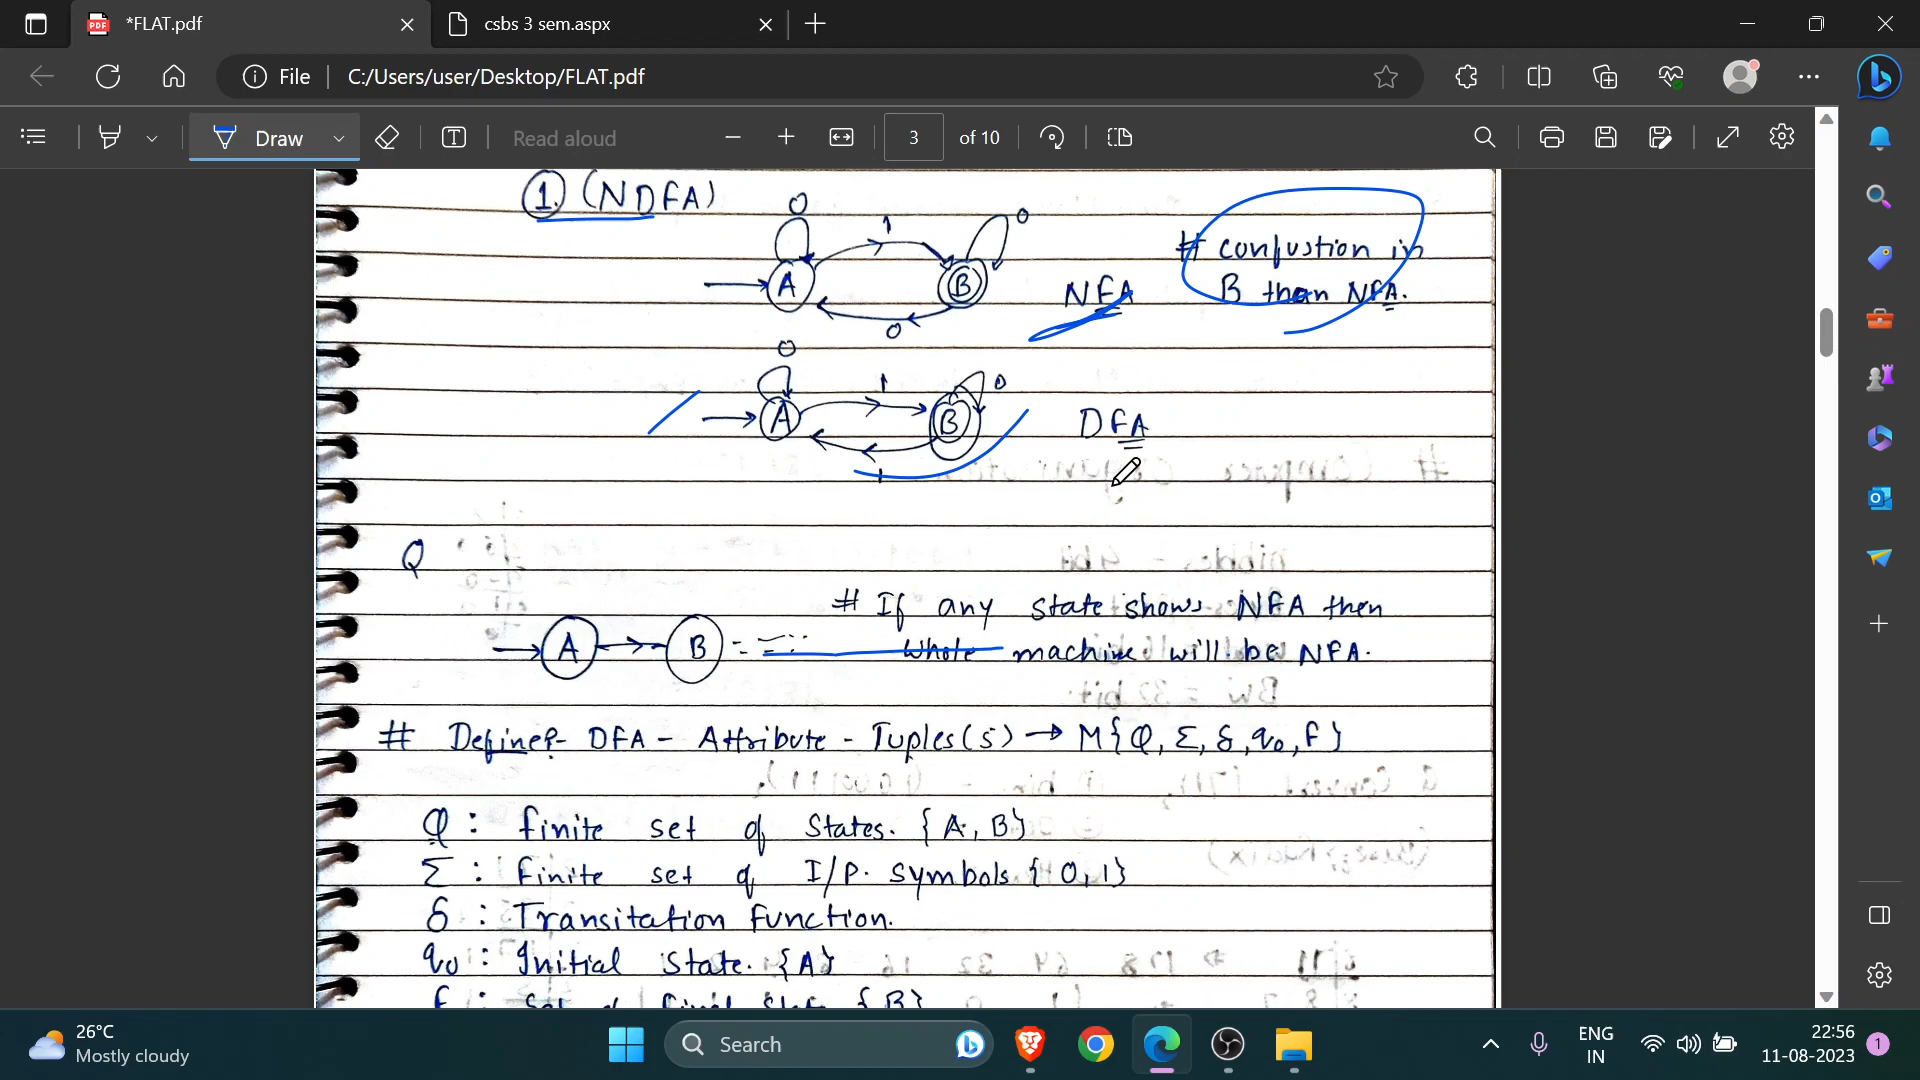 *FLAT.pdf
csbs 3 sem.aspx
File
C:/Users/user/Desktop/FLAT.pdf
Draw
Read aloud
3 of 10
1. (NDFA)
0
1
0
A
B
0
NFA
# confustion in
B then NFA.
0
1
0
A
B
1
DFA
Q
# If any state shows NFA then
A
B
whole machine will be NFA.
# Define?- DFA - Attribute - Tuples(5) → M{Q, Σ, δ, q₀, F}
Q : finite set of States. {A, B}
Σ : finite set of I/P. symbols {0,1}
δ : Transitation function.
q₀ : Initial State. {A}
26°C
Mostly cloudy
Search
ENG
IN
22:56
11-08-2023
1